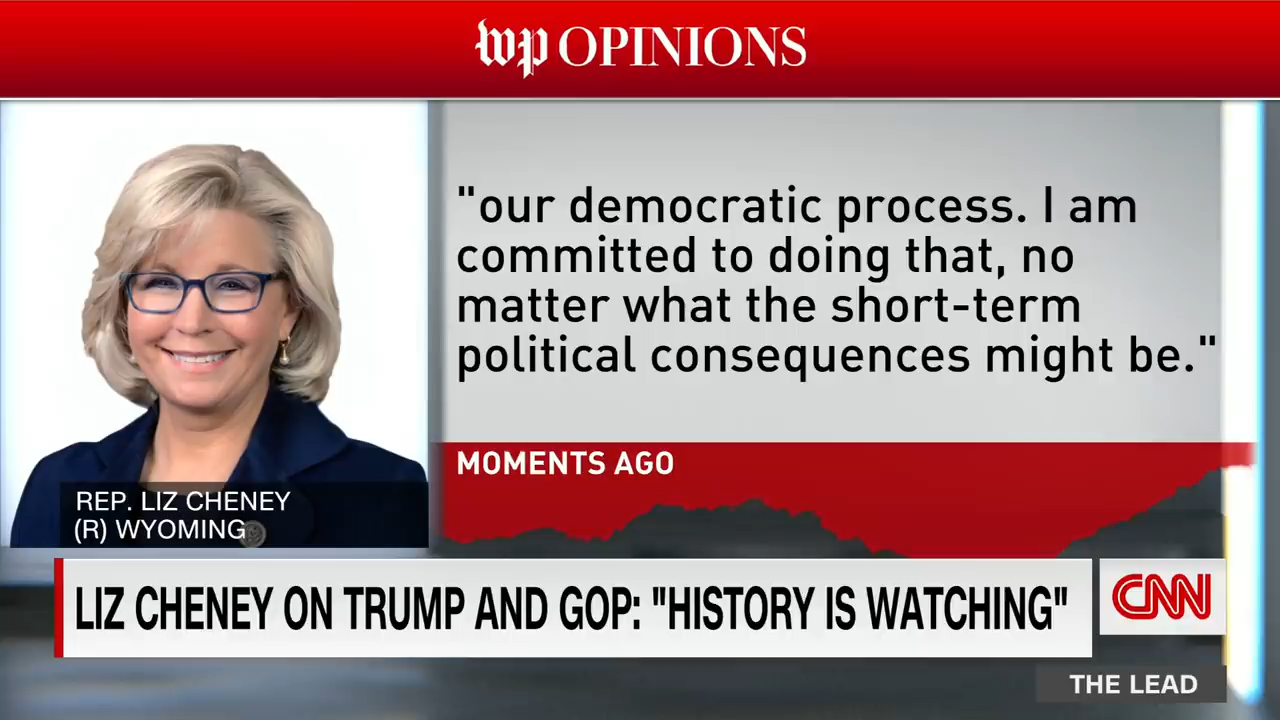 wp OPINIONS
"our democratic process. I am
committed to doing that, no
matter what the short-term
political consequences might be."
MOMENTS AGO
REP. LIZ CHENEY
(R) WYOMING
LIZ CHENEY ON TRUMP AND GOP: "HISTORY IS WATCHING"
CNN
THE LEAD